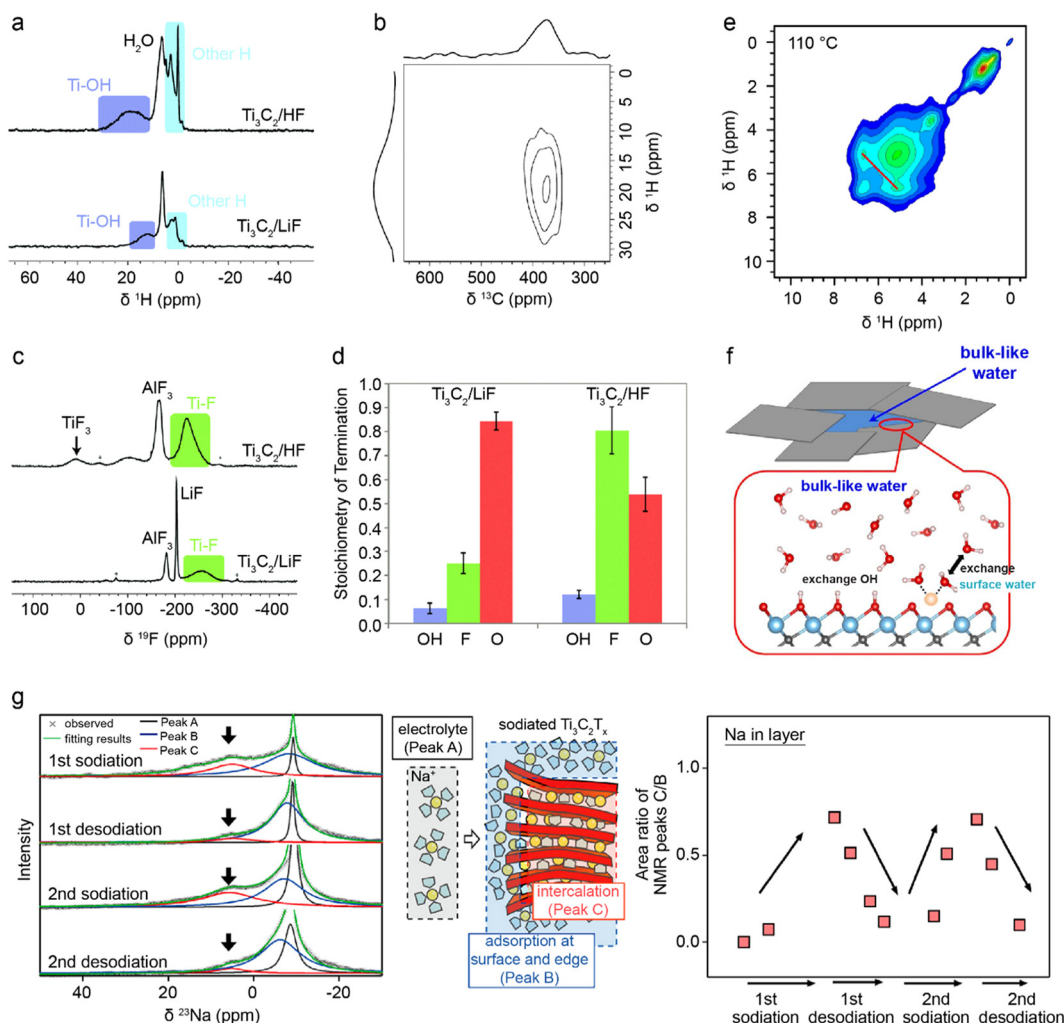 a
H2O
Other H
Ti-OH
Ti3C2/HF
Other H
Ti-OH
Ti3C2/LiF
60 40 20 0 -20 -40
δ 1H (ppm)
b
0
5
10
15
20
25
30
δ 1H (ppm)
600 500 400 300
δ 13C (ppm)
c
AlF3
TiF3
Ti-F
Ti3C2/HF
LiF
AlF3
Ti-F
Ti3C2/LiF
100 0 -100 -200 -300 -400
δ 19F (ppm)
d
Ti3C2/LiF Ti3C2/HF
Stoichiometry of Termination
1.0
0.9
0.8
0.7
0.6
0.5
0.4
0.3
0.2
0.1
0.0
OH F O OH F O
e
110 °C
0
2
4
6
8
10
δ 1H (ppm)
10 8 6 4 2 0
δ 1H (ppm)
f
bulk-like
water
bulk-like water
exchange OH
exchange
surface water
g
× observed
fitting results
Peak A
Peak B
Peak C
1st sodiation
1st desodiation
2nd sodiation
2nd desodiation
Intensity
40 20 0 -20
δ 23Na (ppm)
electrolyte
(Peak A)
Na+
sodiated Ti3C2Tx
intercalation
(Peak C)
adsorption at
surface and edge
(Peak B)
Na in layer
Area ratio of
NMR peaks C/B
1.0
0.5
0.0
1st
sodiation
1st
desodiation
2nd
sodiation
2nd
desodiation